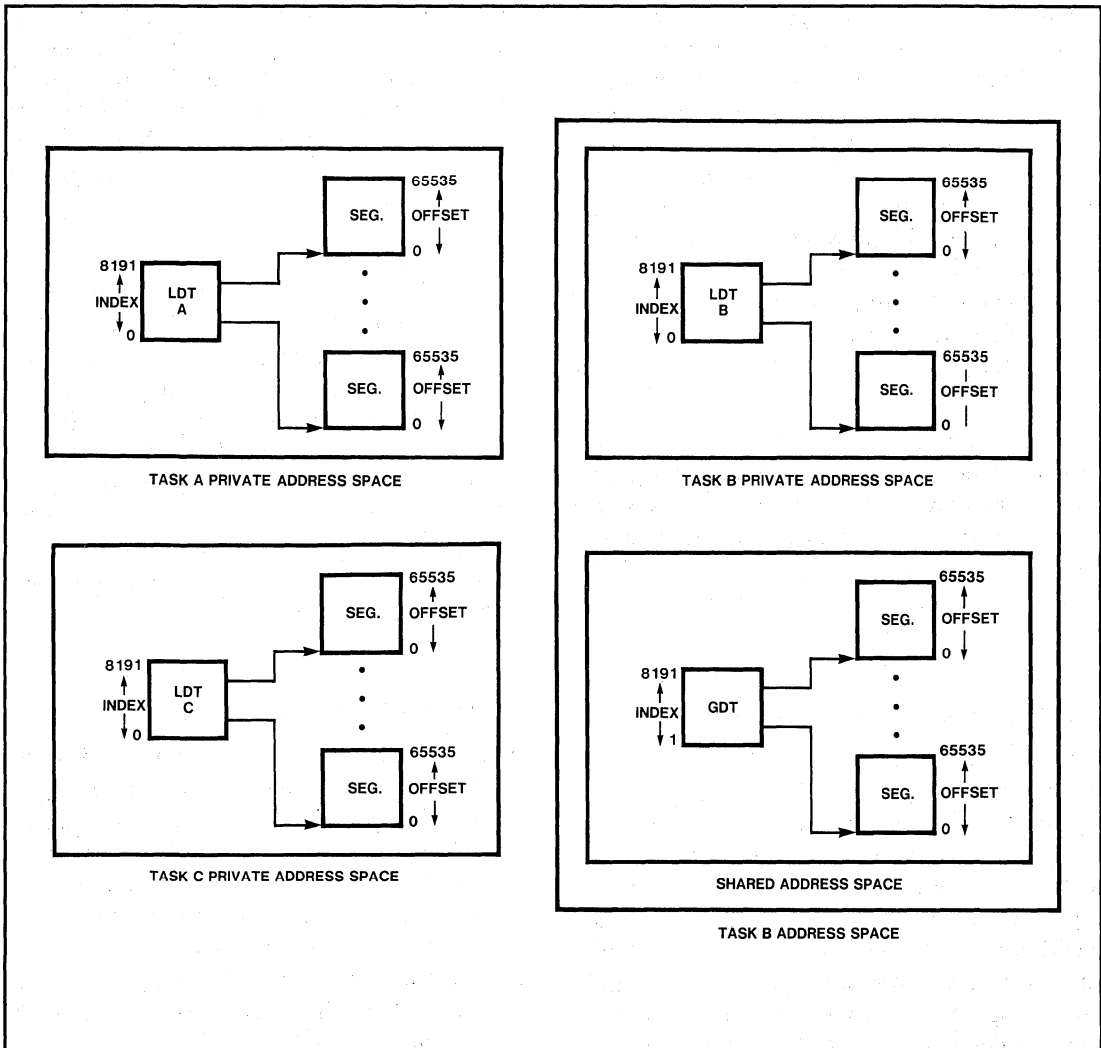 65535
SEG.
OFFSET
0
8191
LDT
A
INDEX
0
65535
SEG.
OFFSET
0
TASK A PRIVATE ADDRESS SPACE
65535
SEG.
OFFSET
0
8191
LDT
B
INDEX
0
65535
SEG.
OFFSET
0
TASK B PRIVATE ADDRESS SPACE
65535
SEG.
OFFSET
0
8191
LDT
C
INDEX
0
65535
SEG.
OFFSET
0
TASK C PRIVATE ADDRESS SPACE
65535
SEG.
OFFSET
0
8191
GDT
INDEX
1
65535
SEG.
OFFSET
0
SHARED ADDRESS SPACE
TASK B ADDRESS SPACE